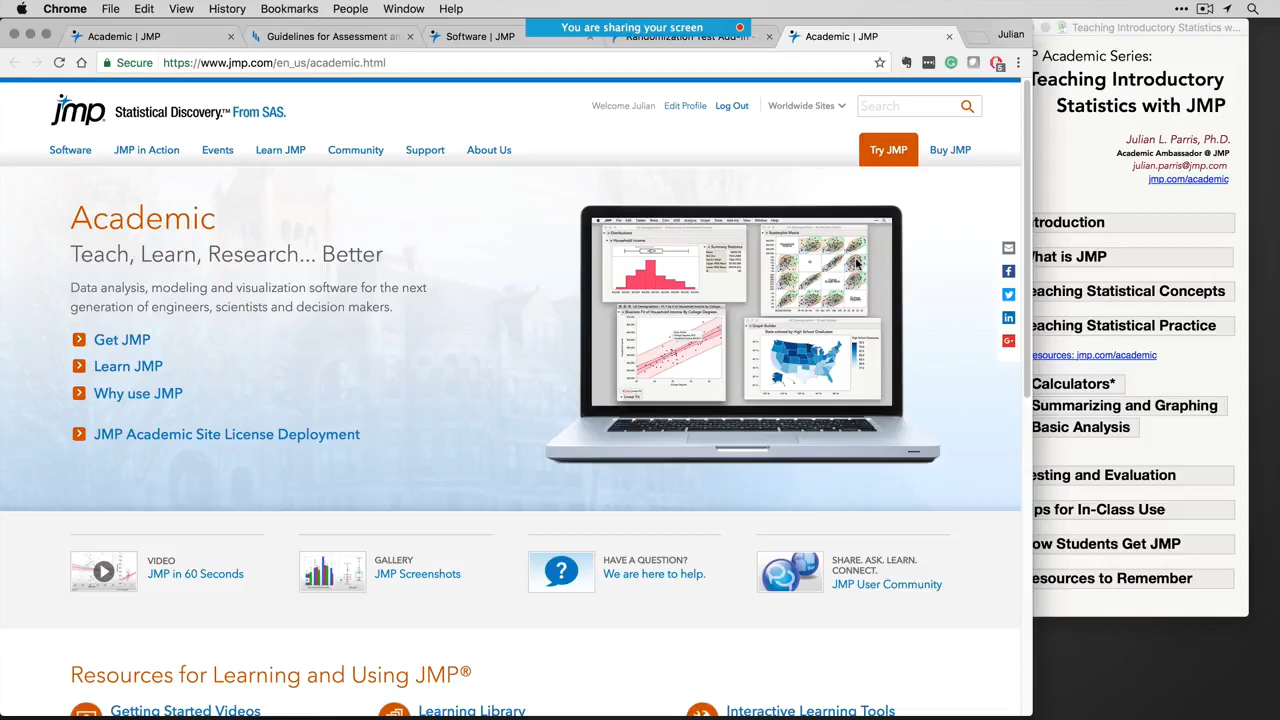 Chrome File Edit View History Bookmarks People Window Help
You are sharing your screen
Academic | JMP
Guidelines for Assessment an
Software | JMP
Randomization Test Add-In
Academic | JMP
Julian
Secure https://www.jmp.com/en_us/academic.html
5
jmp Statistical Discovery.™ From SAS.
Welcome Julian Edit Profile Log Out Worldwide Sites Search
Software JMP in Action Events Learn JMP Community Support About Us Try JMP Buy JMP
Academic
Teach, Learn, Research... Better
Data analysis, modeling and visualization software for the next
generation of engineers, scientists and decision makers.
Get JMP
Learn JMP
Why use JMP
JMP Academic Site License Deployment
VIDEO
JMP in 60 Seconds
GALLERY
JMP Screenshots
HAVE A QUESTION?
We are here to help.
SHARE. ASK. LEARN.
CONNECT.
JMP User Community
Resources for Learning and Using JMP®
Getting Started Videos
Learning Library
Interactive Learning Tools
Teaching Introductory Statistics w...
P Academic Series:
Teaching Introductory
Statistics with JMP
Julian L. Parris, Ph.D.
Academic Ambassador @ JMP
julian.parris@jmp.com
jmp.com/academic
troduction
hat is JMP
eaching Statistical Concepts
eaching Statistical Practice
esources: jmp.com/academic
Calculators*
Summarizing and Graphing
Basic Analysis
esting and Evaluation
ps for In-Class Use
ow Students Get JMP
esources to Remember